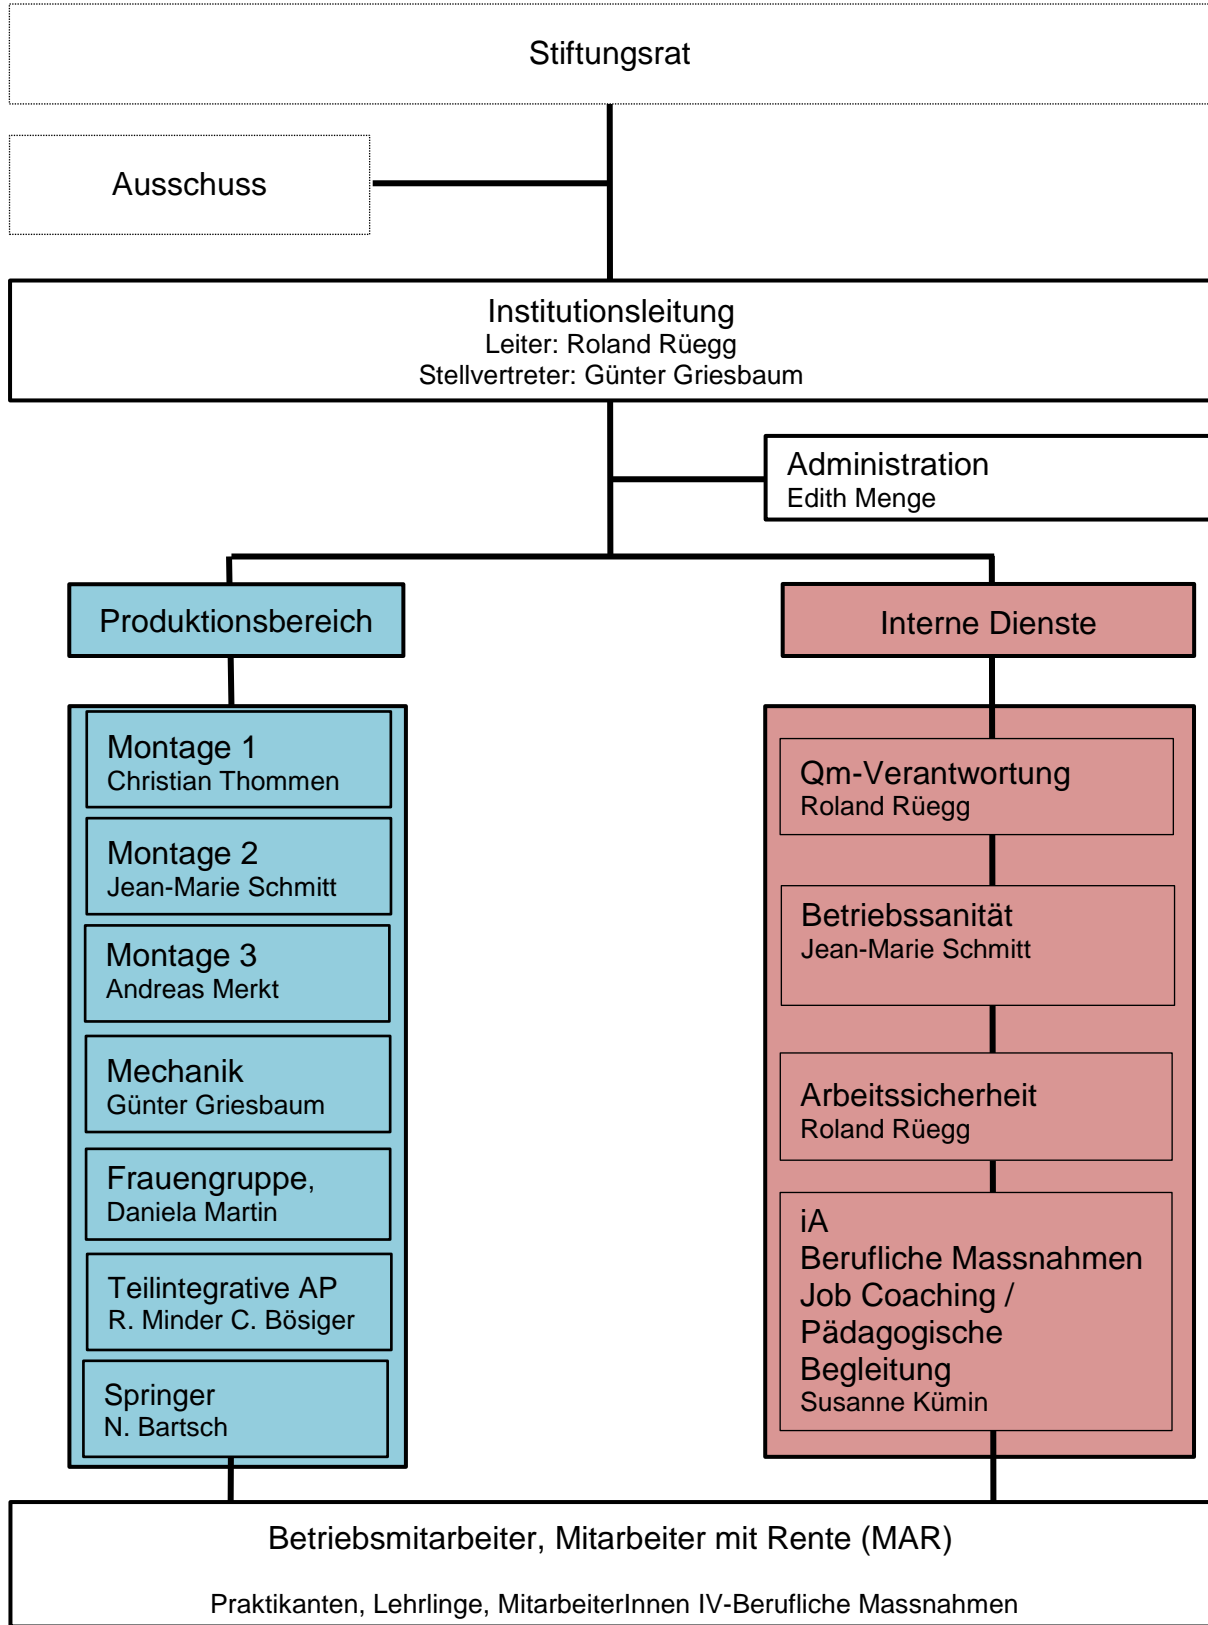 Stiftungsrat
Ausschuss
Institutionsleitung
Leiter: Roland Rüegg
Stellvertreter: Günter Griesbaum
Administration
Edith Menge
Produktionsbereich
Interne Dienste
Montage 1
Christian Thommen
Montage 2
Jean-Marie Schmitt
Montage 3
Andreas Merkt
Mechanik
Günter Griesbaum
Frauengruppe,
Daniela Martin
Teilintegrative AP
R. Minder C. Bösiger
Springer
N. Bartsch
Qm-Verantwortung
Roland Rüegg
Betriebssanität
Jean-Marie Schmitt
Arbeitssicherheit
Roland Rüegg
iA
Berufliche Massnahmen
Job Coaching /
Pädagogische
Begleitung
Susanne Kümin
Betriebsmitarbeiter, Mitarbeiter mit Rente (MAR)
Praktikanten, Lehrlinge, MitarbeiterInnen IV-Berufliche Massnahmen